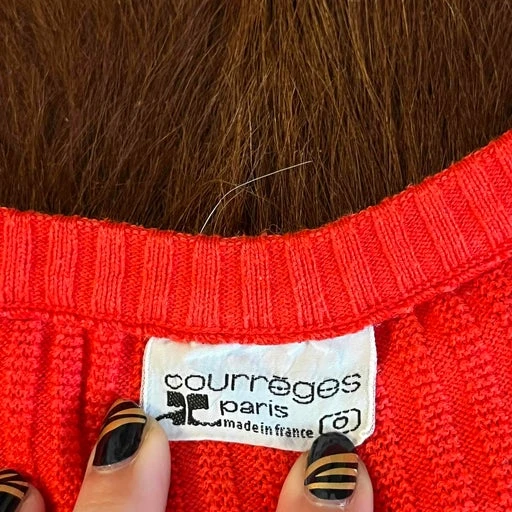 courrèges
paris
made in france
ö